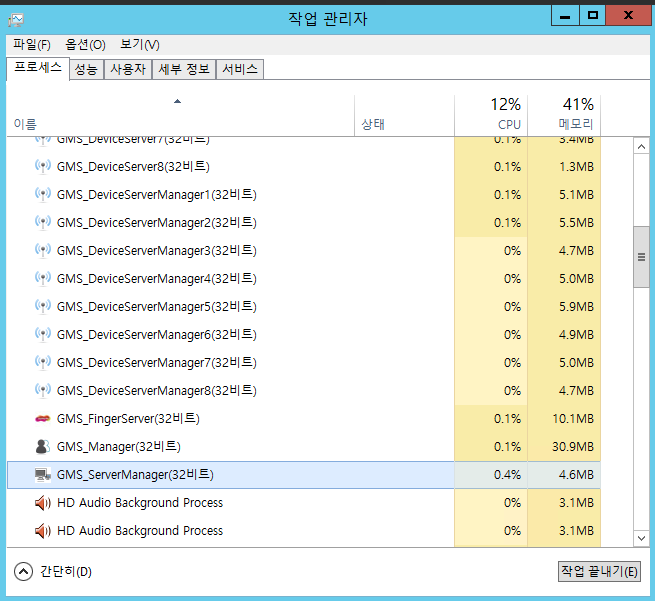 작업 관리자
파일(F) 옵션(O) 보기(V)
프로세스 성능 사용자 세부 정보 서비스
12% 41%
이름 상태 CPU 메모리
GMS_DeviceServer7(32비트) 0.1% 3.4MB
GMS_DeviceServer8(32비트) 0.1% 1.3MB
GMS_DeviceServerManager1(32비트) 0.1% 5.1MB
GMS_DeviceServerManager2(32비트) 0.1% 5.5MB
GMS_DeviceServerManager3(32비트) 0% 4.7MB
GMS_DeviceServerManager4(32비트) 0% 5.0MB
GMS_DeviceServerManager5(32비트) 0% 5.9MB
GMS_DeviceServerManager6(32비트) 0% 4.9MB
GMS_DeviceServerManager7(32비트) 0% 5.0MB
GMS_DeviceServerManager8(32비트) 0% 4.7MB
GMS_FingerServer(32비트) 0.1% 10.1MB
GMS_Manager(32비트) 0.1% 30.9MB
GMS_ServerManager(32비트) 0.4% 4.6MB
HD Audio Background Process 0% 3.1MB
HD Audio Background Process 0% 3.1MB
간단히(D) 작업 끝내기(E)